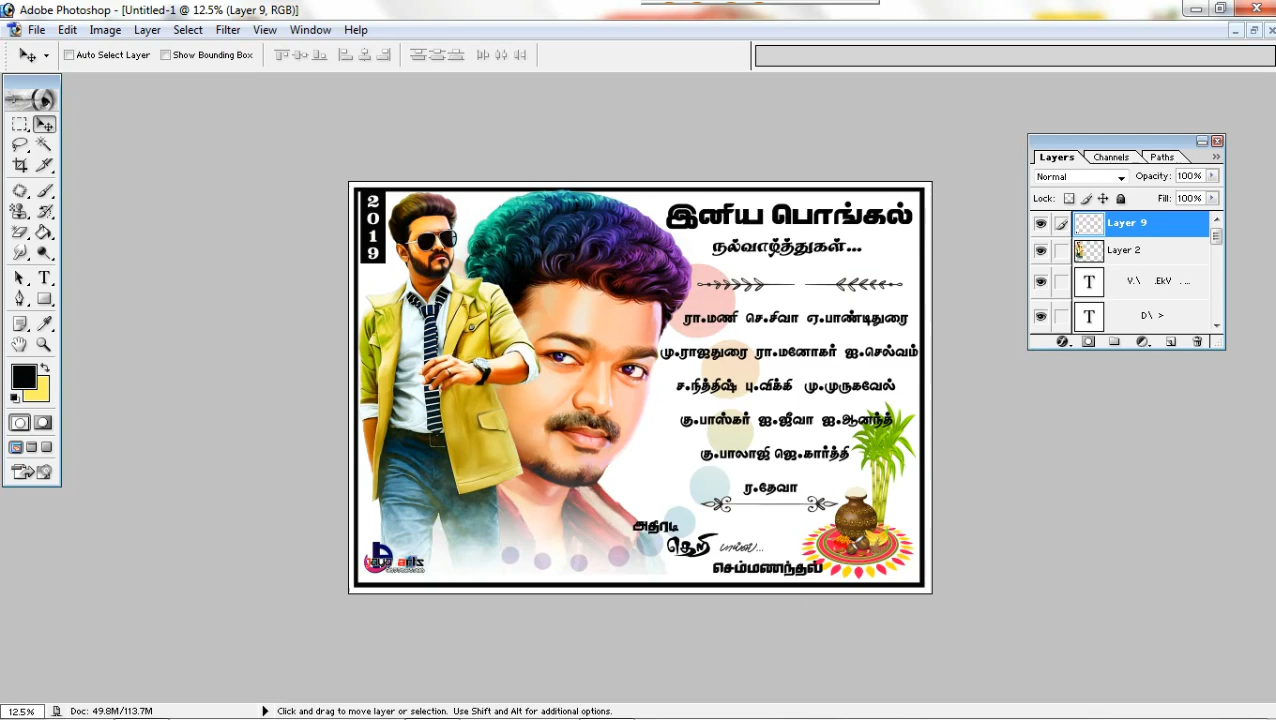 Adobe Photoshop - [Untitled-1 @ 12.5% (Layer 9, RGB)]
File Edit Image Layer Select Filter View Window Help
Auto Select Layer Show Bounding Box
Layers Channels Paths
Normal Opacity: 100%
Lock: Fill: 100%
Layer 9
Layer 2
T V.\ .EkV ...
T D\ >
2019
இனிய பொங்கல்
நல்வாழ்த்துகள்...
ரா.மணி செ.சிவா ஏ.பாண்டிதுரை
மு.ராஜதுரை ரா.மனோகர் ஐ.செல்வம்
ச.நித்திஷ் பு.விக்கி மு.முருகவேல்
கு.பாஸ்கர் ஐ.ஜீவா ஐ.ஆனந்த்
கு.பாலாஜி ஜெ.கார்த்தி
ர.தேவா
அதிரடி
தெறி பாய்ஸ்...
செம்மணந்தல்
12.5% Doc: 49.8M/113.7M Click and drag to move layer or selection. Use Shift and Alt for additional options.